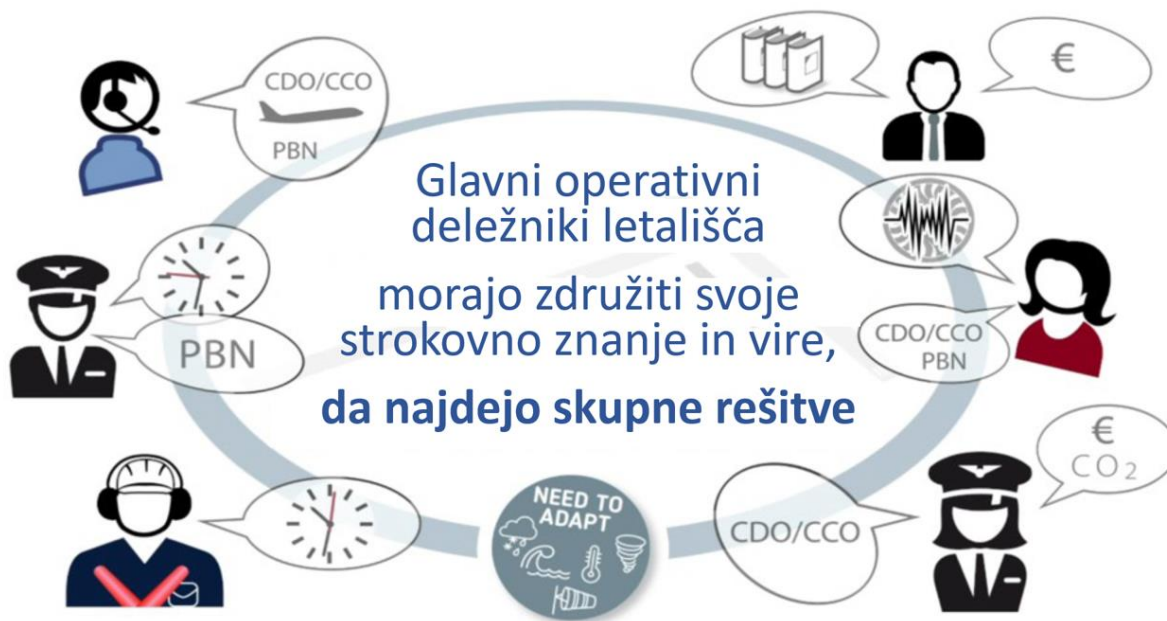 CDO/CCO
PBN
€
Glavni operativni
deležniki letališča
morajo združiti svoje
strokovno znanje in vire,
da najdejo skupne rešitve
PBN
CDO/CCO
PBN
NEED TO
ADAPT
CDO/CCO
€
CO₂